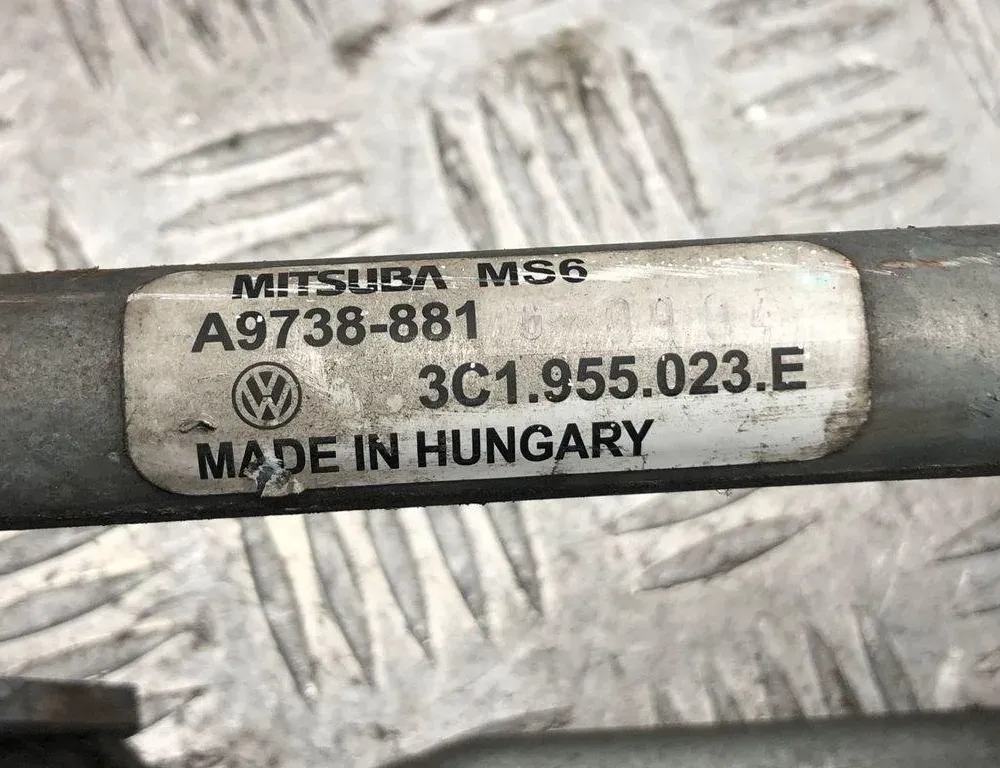 MITSUBA MS6
A9738-881
3C1.955.023.E
MADE IN HUNGARY